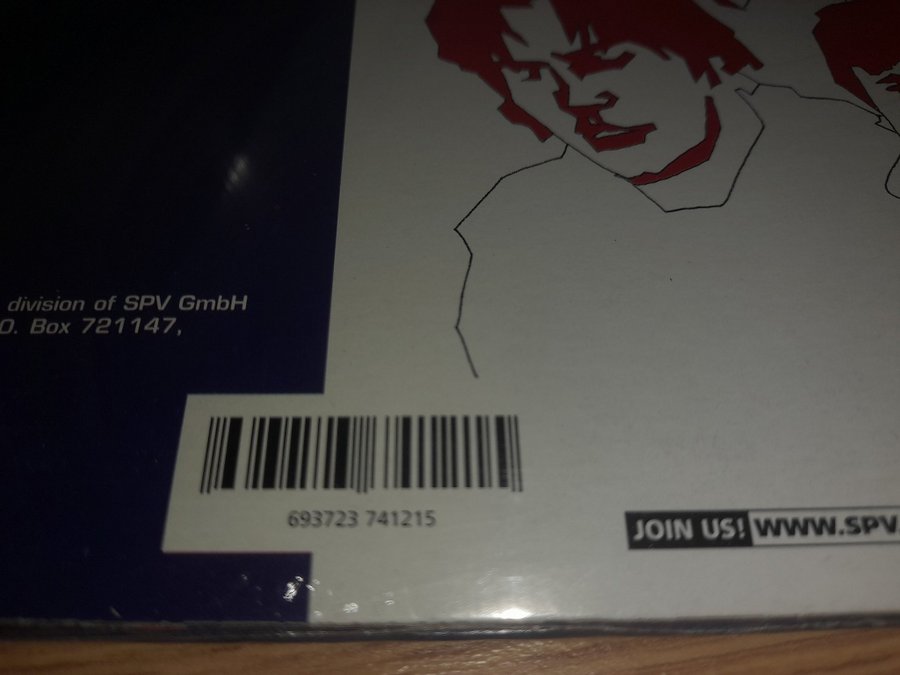 division of SPV GmbH
O. Box 721147,
693723 741215
JOIN US! WWW.SPV.